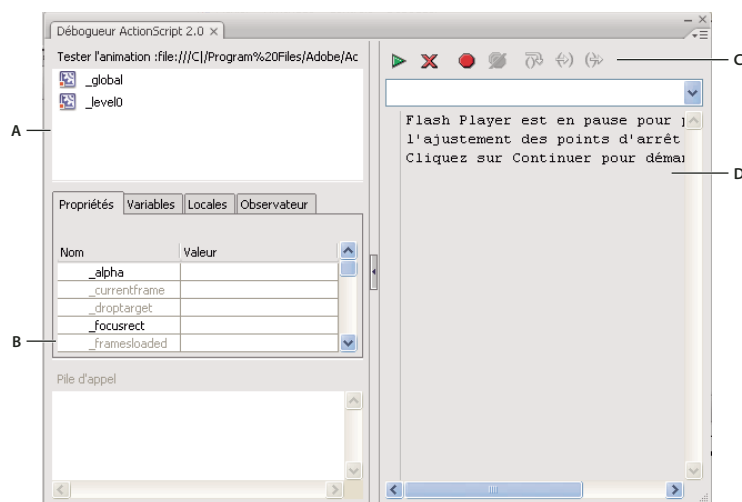 Débogueur ActionScript 2.0 ×
Tester l'animation :file:///C|/Program%20Files/Adobe/Ac
_global
_level0
A
Propriétés Variables Locales Observateur
Nom Valeur
_alpha
_currentframe
_droptarget
_focusrect
_framesloaded
B
Pile d'appel
C
Flash Player est en pause pour
l'ajustement des points d'arrêt
Cliquez sur Continuer pour
D